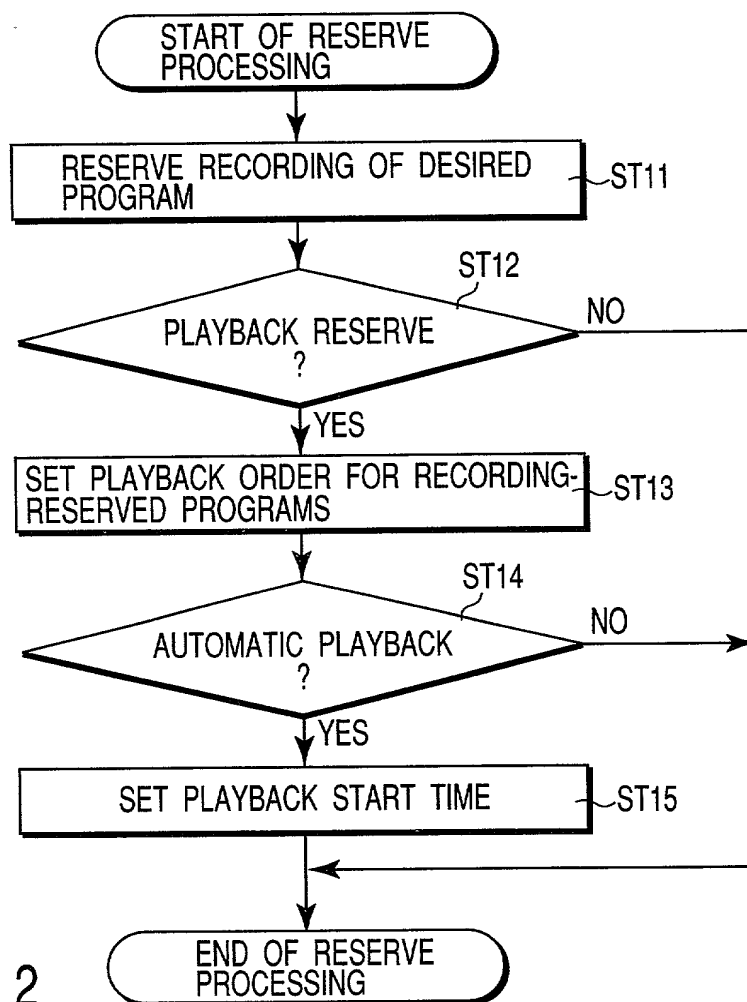 START OF RESERVE
PROCESSING
RESERVE RECORDING OF DESIRED
PROGRAM
ST11
ST12
PLAYBACK RESERVE
?
NO
YES
SET PLAYBACK ORDER FOR RECORDING-
RESERVED PROGRAMS
ST13
ST14
AUTOMATIC PLAYBACK
?
NO
YES
SET PLAYBACK START TIME
ST15
END OF RESERVE
PROCESSING
2